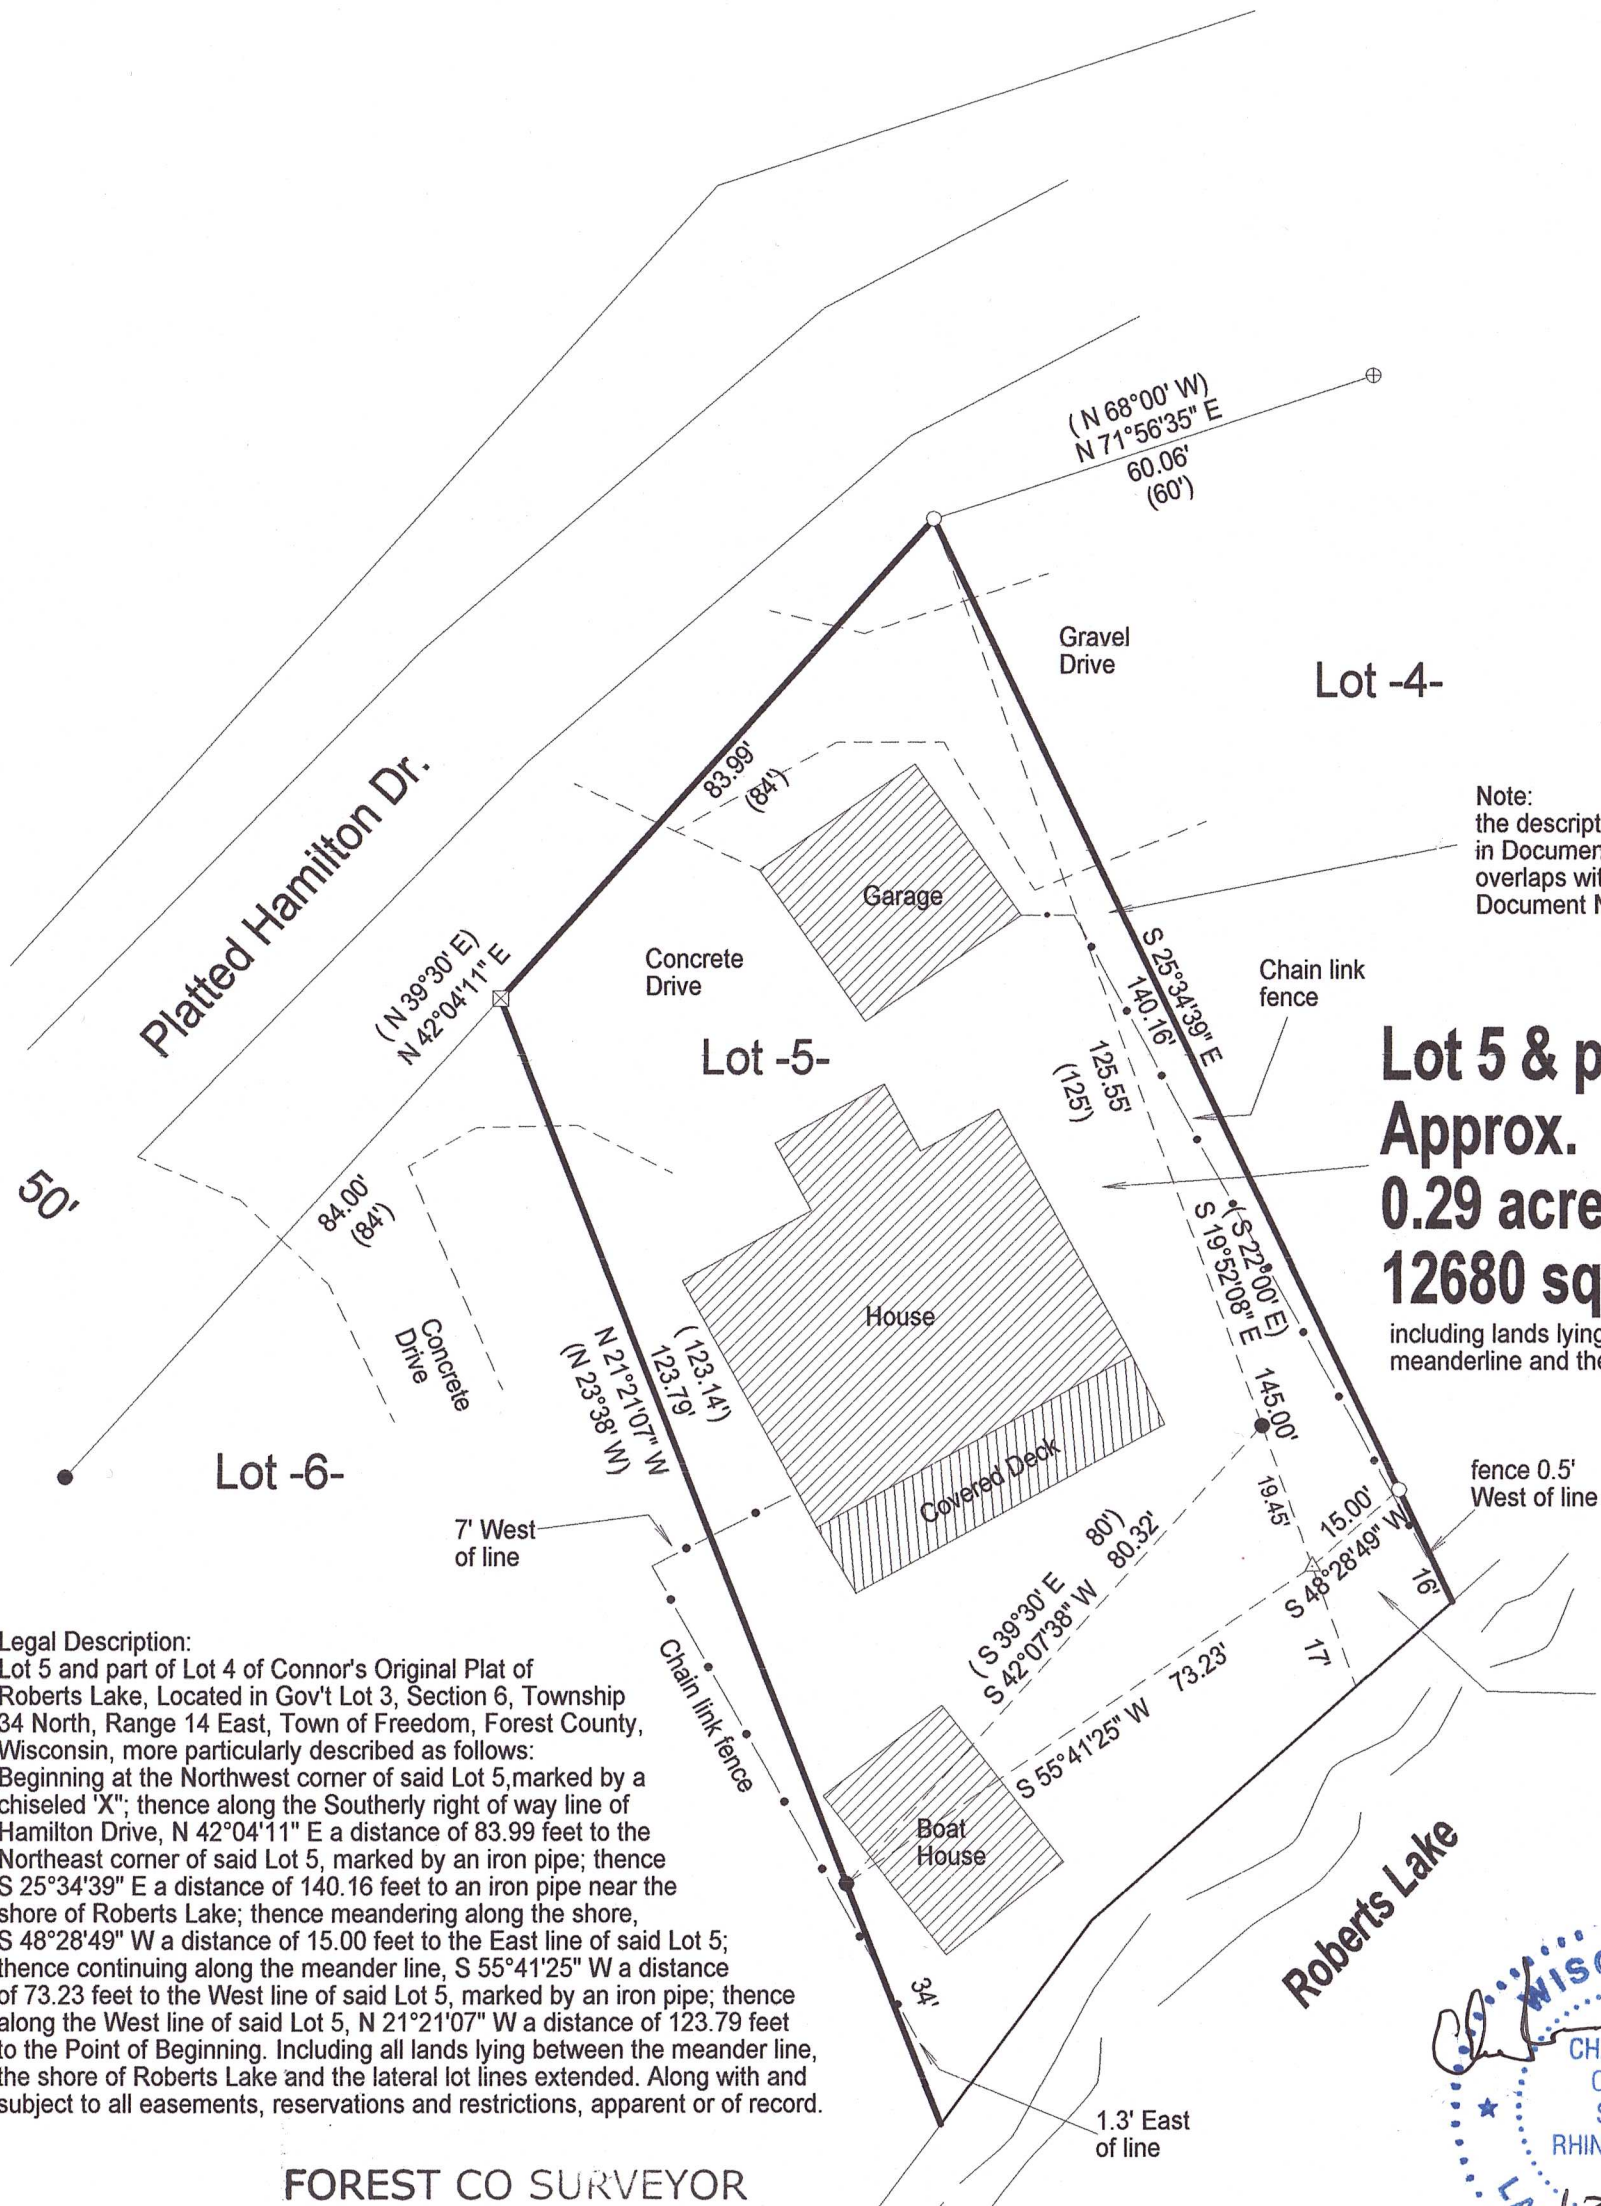 ( N 68°00' W)
N 71°56'35" E
60.06'
(60')
Gravel
Drive
Lot -4-
83.99'
(84')
Platted Hamilton Dr.
Note:
the
in
overlaps
Document
Garage
( N 39°30' E)
N 42°04'11" E
Concrete
Drive
S 25°34'39" E
140.16'
Chain link
fence
Lot -5-
125.55'
(125')
Lot 5 &
Approx.
0.29
12680
including lands
meanderline and
50'
84.00'
(84')
( S 22°00' E)
S 19°52'08" E
145.00'
House
Concrete
Drive
( 123.14')
123.79'
N 21°21'07" W
(N 23°38' W)
Covered Deck
Lot -6-
7' West
of line
19.45'
15.00'
S 48°28'49" W
fence 0.5'
West of line
16'
( S 39°30' E 80')
S 42°07'38" W 80.32'
17'
S 55°41'25" W 73.23'
Chain link fence
Legal Description:
Lot 5 and part of Lot 4 of Connor's Original Plat of
Roberts Lake, Located in Gov't Lot 3, Section 6, Township
34 North, Range 14 East, Town of Freedom, Forest County,
Wisconsin, more particularly described as follows:
Beginning at the Northwest corner of said Lot 5,marked by a
chiseled 'X"; thence along the Southerly right of way line of
Hamilton Drive, N 42°04'11" E a distance of 83.99 feet to the
Northeast corner of said Lot 5, marked by an iron pipe; thence
S 25°34'39" E a distance of 140.16 feet to an iron pipe near the
shore of Roberts Lake; thence meandering along the shore,
S 48°28'49" W a distance of 15.00 feet to the East line of said Lot 5;
thence continuing along the meander line, S 55°41'25" W a distance
of 73.23 feet to the West line of said Lot 5, marked by an iron pipe; thence
along the West line of said Lot 5, N 21°21'07" W a distance of 123.79 feet
to the Point of Beginning. Including all lands lying between the meander line,
the shore of Roberts Lake and the lateral lot lines extended. Along with and
subject to all easements, reservations and restrictions, apparent or of record.
Boat
House
Roberts Lake
34'
1.3' East
of line
FOREST CO SURVEYOR